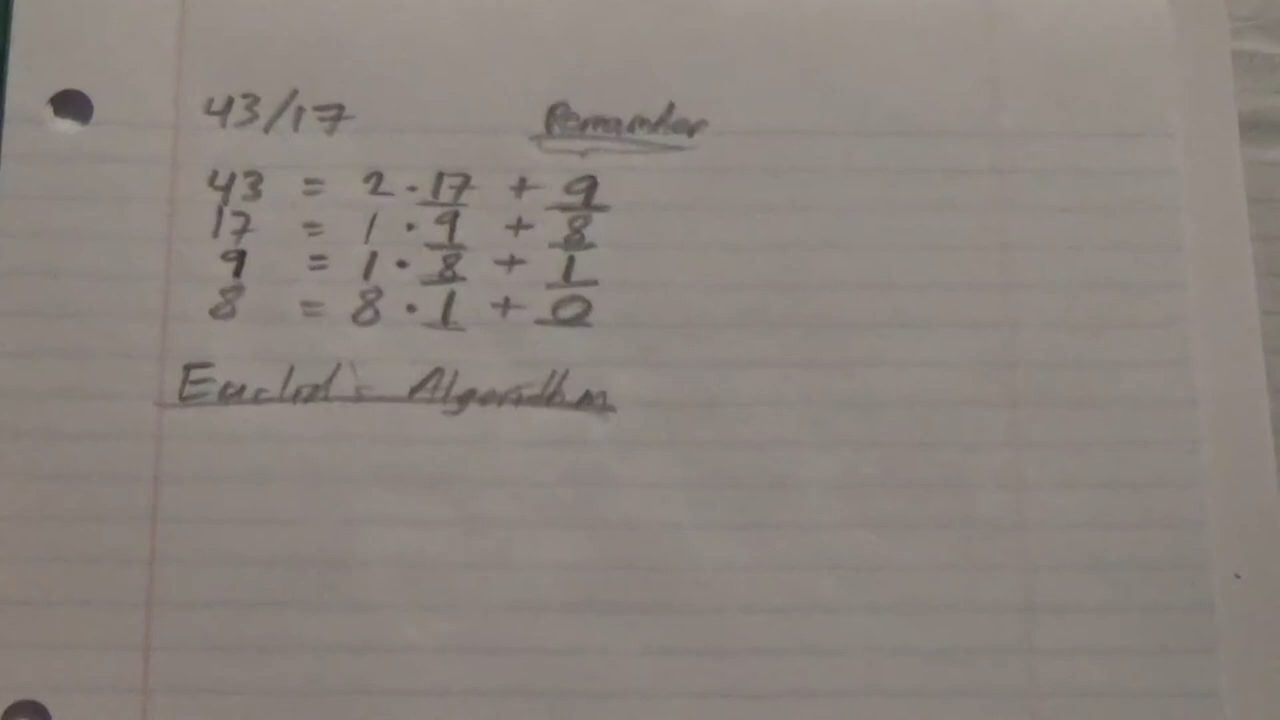 43/17 Remainder
43 = 2 · 17 + 9
17 = 1 · 9 + 8
9 = 1 · 8 + 1
8 = 8 · 1 + 0
Euclid's Algorithm